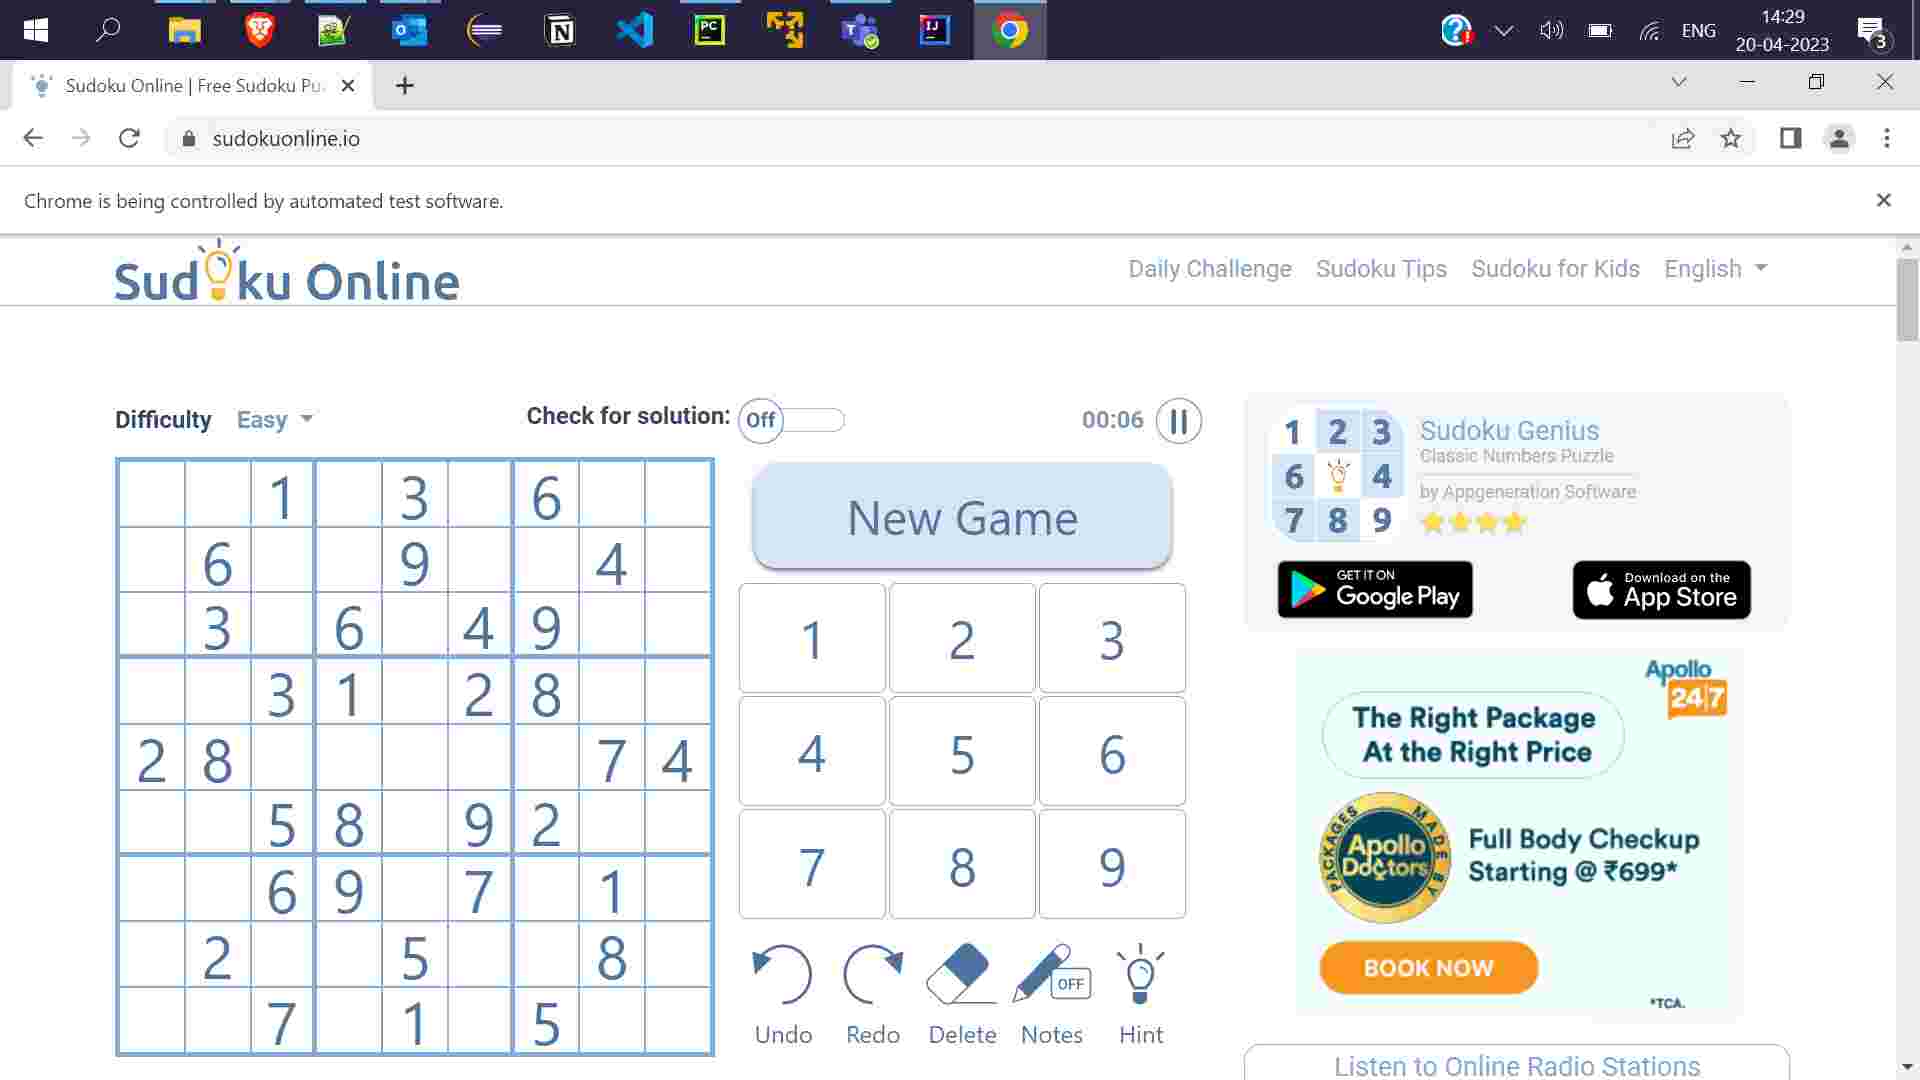 14:29
ENG
20-04-2023
3
Sudoku Online | Free Sudoku Pu
sudokuonline.io
Chrome is being controlled by automated test software.
Sudoku Online
Daily Challenge Sudoku Tips Sudoku for Kids English
Difficulty Easy
Check for solution: Off
00:06
1 3 6
6 9 4
3 6 4 9
3 1 2 8
2 8 7 4
5 8 9 2
6 9 7 1
2 5 8
7 1 5
New Game
1 2 3
4 5 6
7 8 9
OFF
Undo Redo Delete Notes Hint
1 2 3
6 4
7 8 9
Sudoku Genius
Classic Numbers Puzzle
by Appgeneration Software
GET IT ON
Google Play
Download on the
App Store
Apollo
24|7
The Right Package
At the Right Price
PACKAGES MADE BY
Apollo
Doctors
Full Body Checkup
Starting @ ₹699*
BOOK NOW
*TCA.
Listen to Online Radio Stations